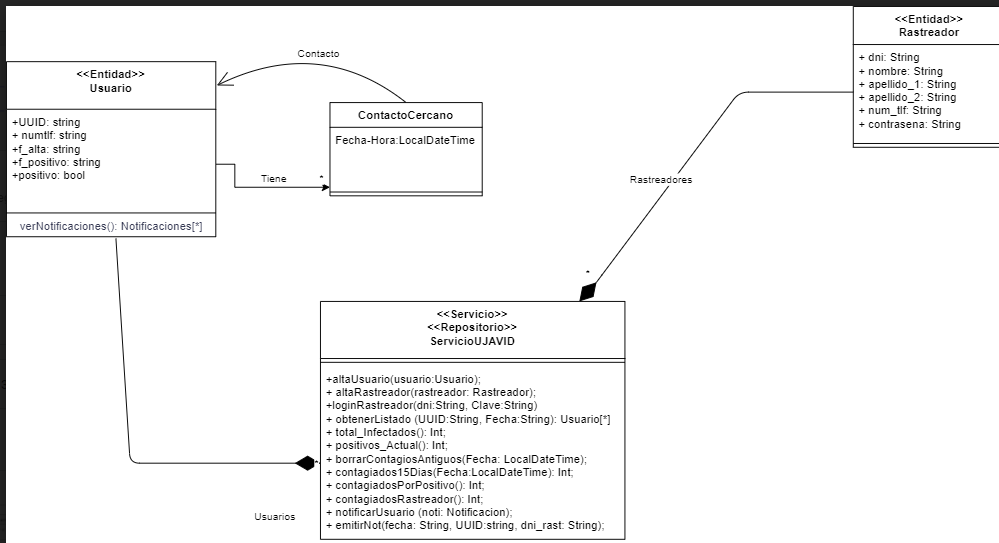 <<Entidad>>
Rastreador
+ dni: String
+ nombre: String
+ apellido_1: String
+ apellido_2: String
+ num_tlf: String
+ contrasena: String
Contacto
<<Entidad>>
Usuario
+UUID: string
+ numtlf: string
+f_alta: string
+f_positivo: string
+positivo: bool
verNotificaciones(): Notificaciones[*]
ContactoCercano
Fecha-Hora:LocalDateTime
Tiene
*
Rastreadores
*
<<Servicio>>
<<Repositorio>>
ServicioUJAVID
+altaUsuario(usuario:Usuario);
+ altaRastreador(rastreador: Rastreador);
+loginRastreador(dni:String, Clave:String)
+ obtenerListado (UUID:String, Fecha:String): Usuario[*]
+ total_Infectados(): Int;
+ positivos_Actual(): Int;
+ borrarContagiosAntiguos(Fecha: LocalDateTime);
+ contagiados15Dias(Fecha:LocalDateTime): Int;
+ contagiadosPorPositivo(): Int;
+ contagiadosRastreador(): Int;
+ notificarUsuario (noti: Notificacion);
+ emitirNot(fecha: String, UUID:string, dni_rast: String);
*
Usuarios